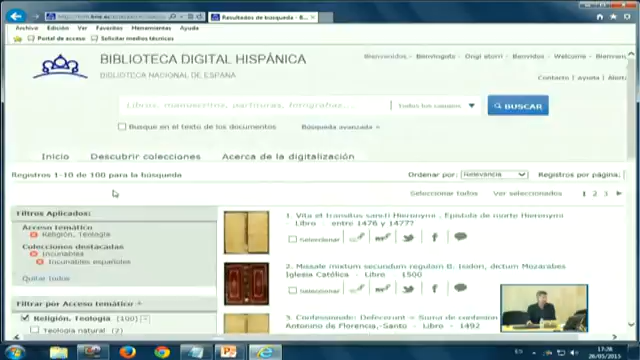 Resultados de búsqueda - B...
Archivo Edición Ver Favoritos Herramientas Ayuda
Portal de acceso Solicitar medios técnicos
BIBLIOTECA DIGITAL HISPÁNICA
BIBLIOTECA NACIONAL DE ESPAÑA
Bienvenidos Benvinguts Ongi etorri Benvidos Welcome
Contacto | Ayuda |
Libros, manuscritos, partituras, fotografías...
Todos los campos
BUSCAR
Busque en el texto de los documentos
Búsqueda avanzada
Inicio Descubrir colecciones Acerca de la digitalización
Registros 1-10 de 100 para la búsqueda
Ordenar por: Relevancia Registros por página:
Seleccionar todos Ver seleccionados 1 2 3
Filtros Aplicados:
Acceso temático
Religión, Teología
Colecciones destacadas
Incunables
Incunables españoles
Quitar todos
Filtrar por Acceso temático
Religión, Teología [100]
Teología natural (2)
1. Vita et transitus sancti Hieronymi . Epistola de morte Hieronymi
Libro entre 1476 y 1477?
Seleccionar
2. Missale mixtum secundum regulam B. Isidori, dictum Mozarabes
Iglesia Católica - Libro 1500
Seleccionar
3. Confessionale: Defecerunt = Suma de confesion
Antonino de Florencia, Santo - Libro - 1492
ES
17:26
26/05/2015